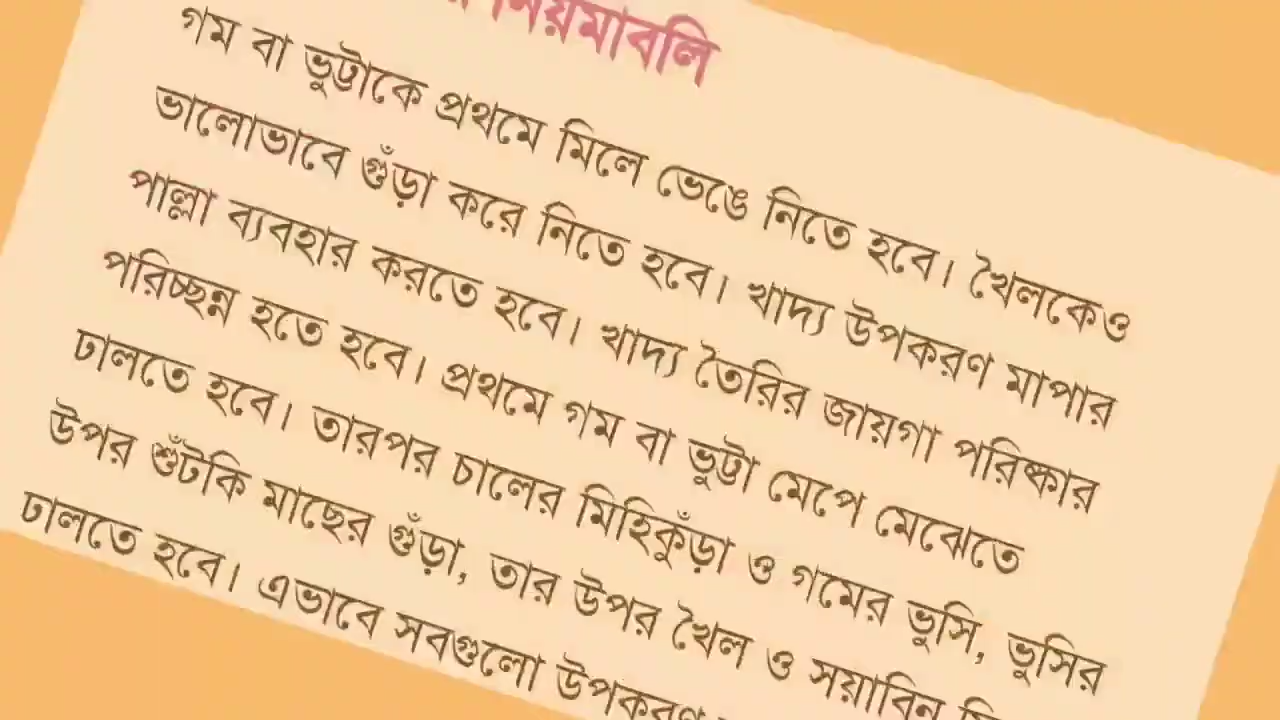 নিয়মাবলি
গম বা ভুট্টাকে প্রথমে মিলে ভেঙে নিতে হবে। খৈলকেও
ভালোভাবে গুঁড়া করে নিতে হবে। খাদ্য উপকরণ মাপার
পাল্লা ব্যবহার করতে হবে। খাদ্য তৈরির জায়গা পরিষ্কার
পরিচ্ছন্ন হতে হবে। প্রথমে গম বা ভুট্টা মেপে মেঝেতে
ঢালতে হবে। তারপর চালের মিহিকুঁড়া ও গমের ভুসি, ভুসির
উপর শুঁটকি মাছের গুঁড়া, তার উপর খৈল ও সয়াবিন
ঢালতে হবে। এভাবে সবগুলো উপকরণ